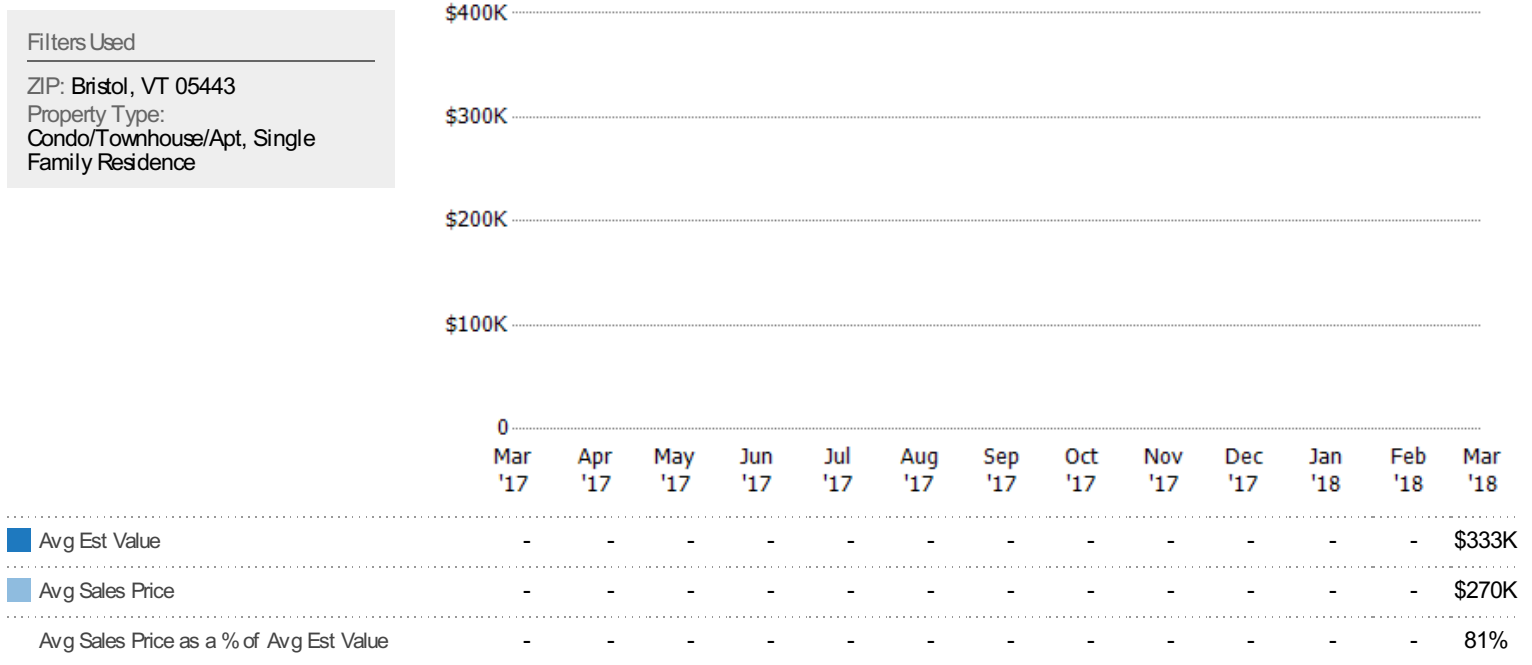 Filters Used
ZIP: Bristol, VT 05443
Property Type:
Condo/Townhouse/Apt, Single
Family Residence
$400K
$300K
$200K
$100K
0
Mar Apr May Jun Jul Aug Sep Oct Nov Dec Jan Feb Mar
'17 '17 '17 '17 '17 '17 '17 '17 '17 '17 '18 '18 '18
Avg Est Value - - - - - - - - - - - - $333K
Avg Sales Price - - - - - - - - - - - - $270K
Avg Sales Price as a % of Avg Est Value - - - - - - - - - - - - 81%